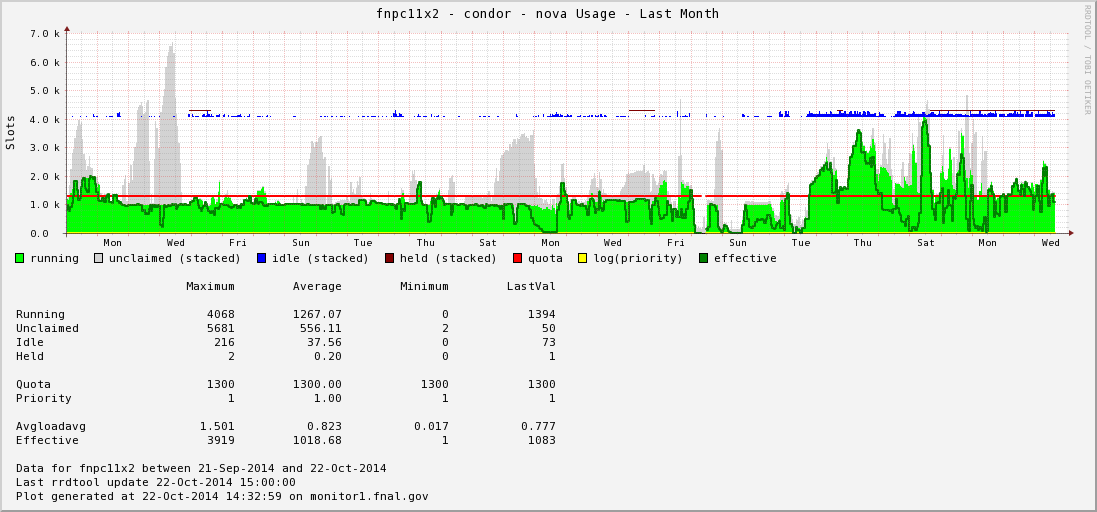 fnpc11x2 - condor - nova Usage - Last Month
RRDTOOL / TOBI OETIKER
Slots
7.0 k
6.0 k
5.0 k
4.0 k
3.0 k
2.0 k
1.0 k
0.0
Mon Wed Fri Sun Tue Thu Sat Mon Wed Fri Sun Tue Thu Sat Mon Wed
running unclaimed (stacked) idle (stacked) held (stacked) quota log(priority) effective
Maximum Average Minimum LastVal
Running 4068 1267.07 0 1394
Unclaimed 5681 556.11 2 50
Idle 216 37.56 0 73
Held 2 0.20 0 1
Quota 1300 1300.00 1300 1300
Priority 1 1.00 1 1
Avgloadavg 1.501 0.823 0.017 0.777
Effective 3919 1018.68 1 1083
Data for fnpc11x2 between 21-Sep-2014 and 22-Oct-2014
Last rrdtool update 22-Oct-2014 15:00:00
Plot generated at 22-Oct-2014 14:32:59 on monitor1.fnal.gov